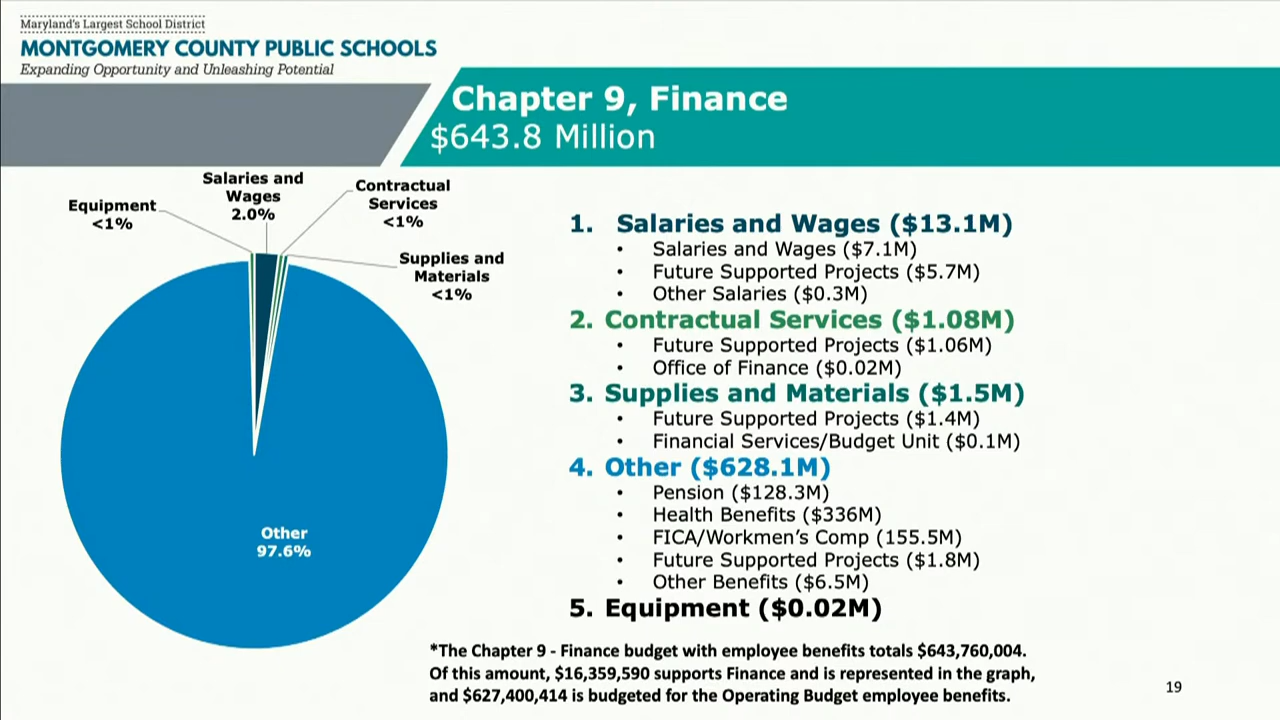 Maryland's Largest School District
MONTGOMERY COUNTY PUBLIC SCHOOLS
Expanding Opportunity and Unleashing Potential
Chapter 9, Finance
$643.8 Million
Equipment
<1%
Salaries and
Wages
2.0%
Contractual
Services
<1%
Supplies and
Materials
<1%
Other
97.6%
1. Salaries and Wages ($13.1M)
• Salaries and Wages ($7.1M)
• Future Supported Projects ($5.7M)
• Other Salaries ($0.3M)
2. Contractual Services ($1.08M)
• Future Supported Projects ($1.06M)
• Office of Finance ($0.02M)
3. Supplies and Materials ($1.5M)
• Future Supported Projects ($1.4M)
• Financial Services/Budget Unit ($0.1M)
4. Other ($628.1M)
• Pension ($128.3M)
• Health Benefits ($336M)
• FICA/Workmen's Comp (155.5M)
• Future Supported Projects ($1.8M)
• Other Benefits ($6.5M)
5. Equipment ($0.02M)
*The Chapter 9 - Finance budget with employee benefits totals $643,760,004.
Of this amount, $16,359,590 supports Finance and is represented in the graph,
and $627,400,414 is budgeted for the Operating Budget employee benefits.
19